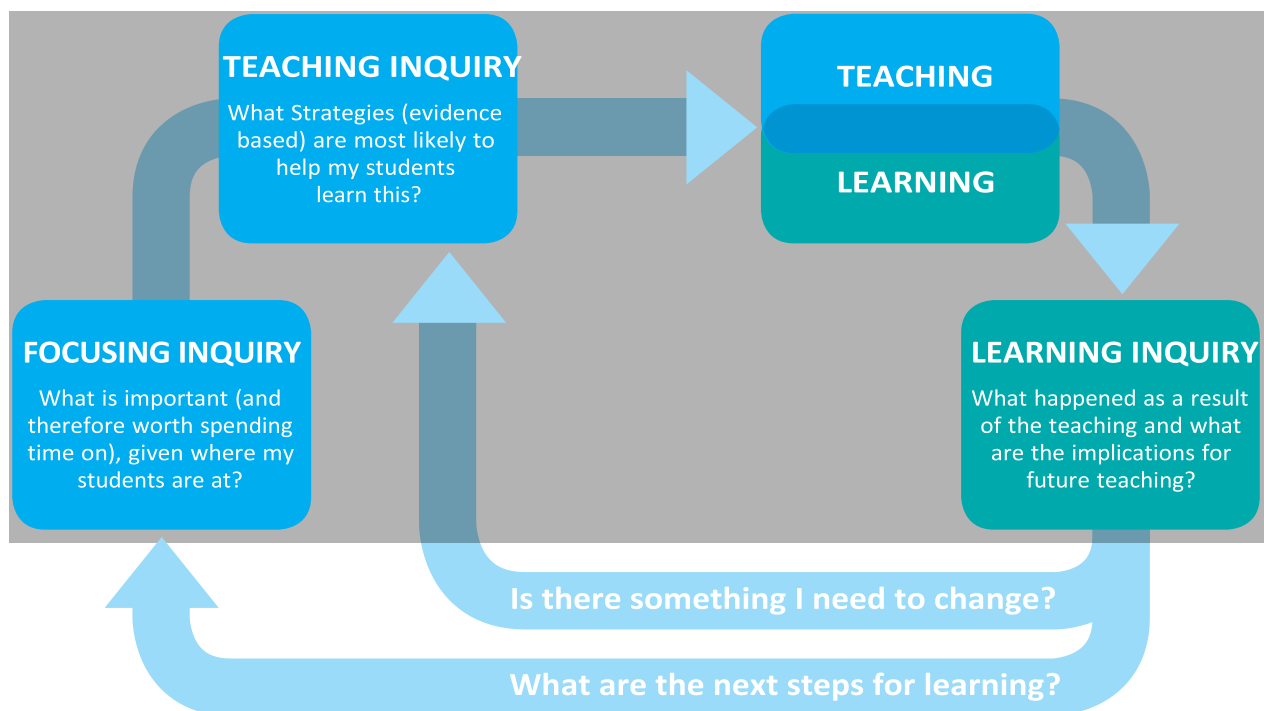 TEACHING INQUIRY
What Strategies (evidence
based) are most likely to
help my students
learn this?
TEACHING
LEARNING
FOCUSING INQUIRY
What is important (and
therefore worth spending
time on), given where my
students are at?
LEARNING INQUIRY
What happened as a result
of the teaching and what
are the implications for
future teaching?
Is there something I need to change?
What are the next steps for learning?